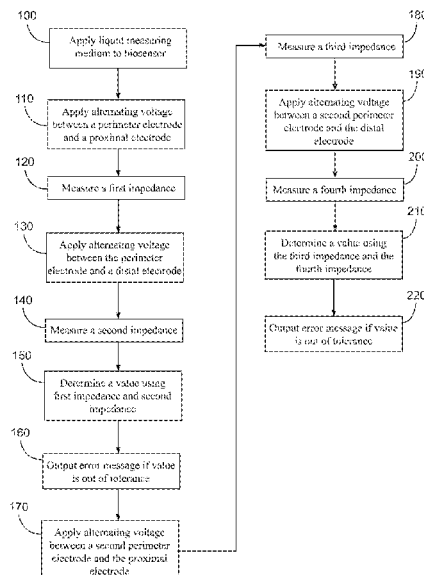 100
Apply liquid measuring
medium to biosensor
110
Apply alternating voltage
between a perimeter electrode
and a proximal electrode
120
Measure a first impedance
130
Apply alternating voltage
between the perimeter
electrode and a distal electrode
140
Measure a second impedance
150
Determine a value using
first impedance and second
impedance
160
Output error message if value
is out of tolerance
170
Apply alternating voltage
between a second perimeter
electrode and the proximal
electrode
180
Measure a third impedance
190
Apply alternating voltage
between a second perimeter
electrode and the distal
electrode
200
Measure a fourth impedance
210
Determine a value using
the third impedance and the
fourth impedance
220
Output error message if value
is out of tolerance